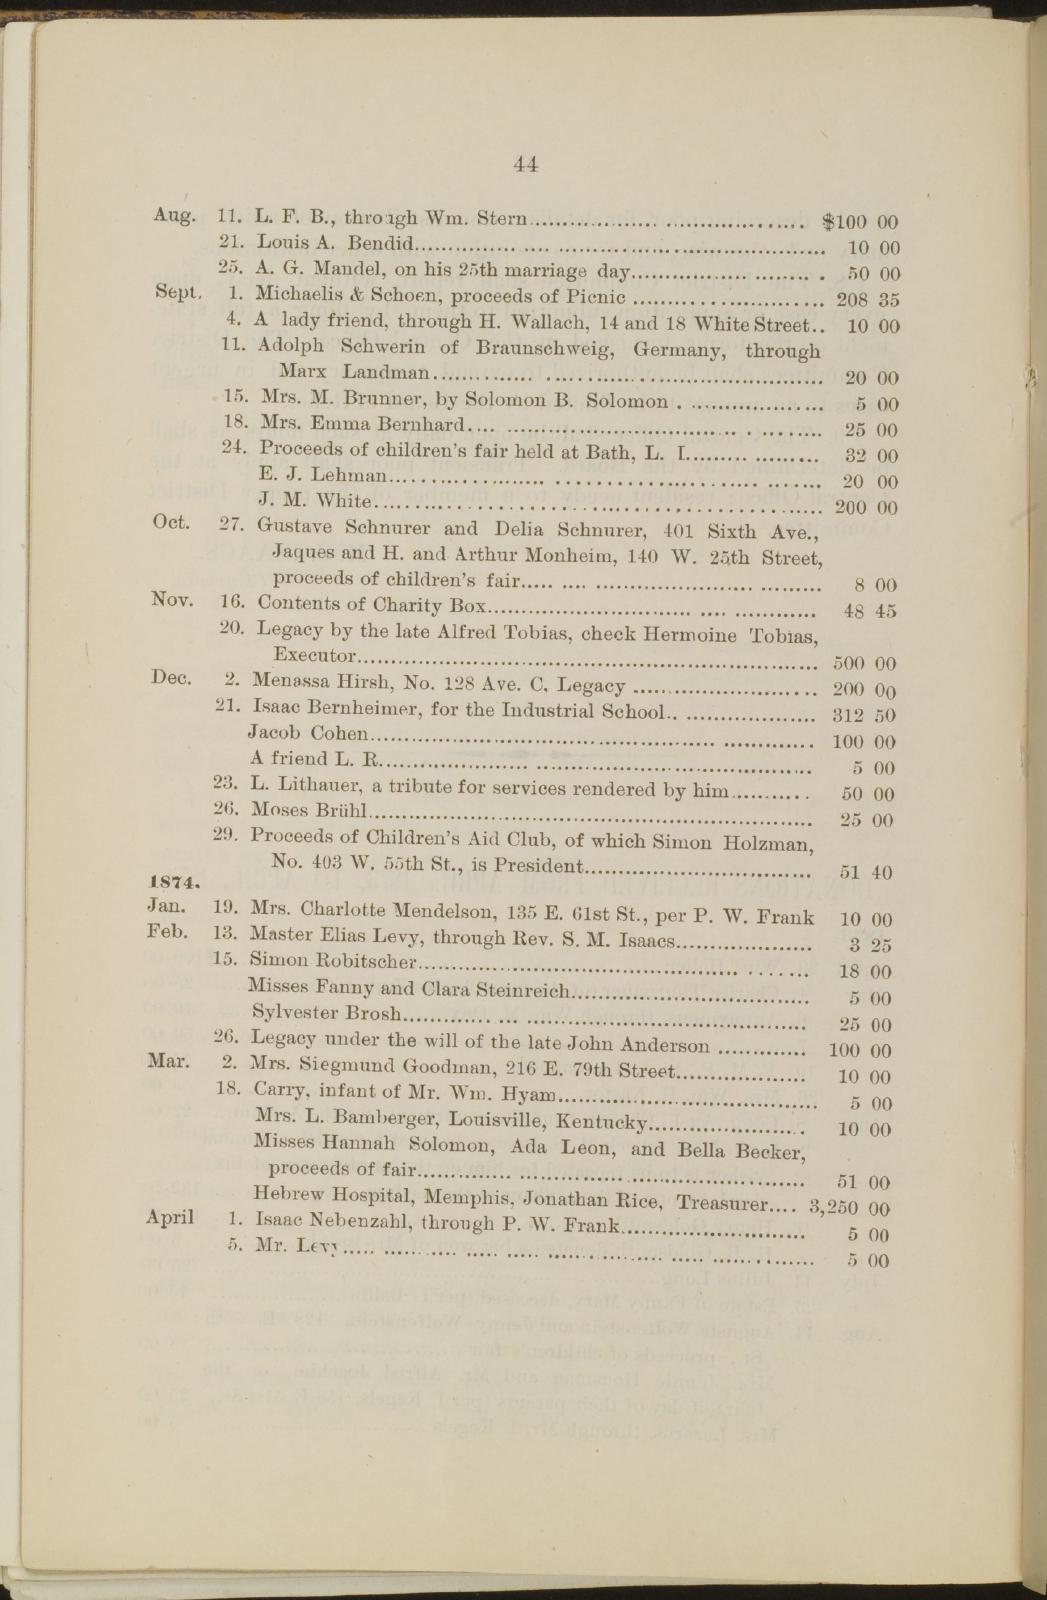 44
Aug. 11. L. F. B., through Wm. Stern.......... $100 00
21. Louis A. Bendid.......... 10 00
25. A. G. Mandel, on his 25th marriage day.......... 50 00
Sept. 1. Michaelis & Schoen, proceeds of Picnic .......... 208 35
4. A lady friend, through H. Wallach, 14 and 18 White Street.. 10 00
11. Adolph Schwerin of Braunschweig, Germany, through
Marx Landman.......... 20 00
15. Mrs. M. Brunner, by Solomon B. Solomon .......... 5 00
18. Mrs. Emma Bernhard.......... 25 00
24. Proceeds of children's fair held at Bath, L. I.......... 32 00
E. J. Lehman.......... 20 00
J. M. White.......... 200 00
Oct. 27. Gustave Schnurer and Delia Schnurer, 401 Sixth Ave.,
Jaques and H. and Arthur Monheim, 140 W. 25th Street,
proceeds of children's fair.......... 8 00
Nov. 16. Contents of Charity Box.......... 48 45
20. Legacy by the late Alfred Tobias, check Hermoine Tobias,
Executor.......... 500 00
Dec. 2. Menassa Hirsh, No. 128 Ave. C, Legacy .......... 200 00
21. Isaac Bernheimer, for the Industrial School.......... 312 50
Jacob Cohen.......... 100 00
A friend L. R.......... 5 00
23. L. Lithauer, a tribute for services rendered by him.......... 50 00
26. Moses Brühl.......... 25 00
29. Proceeds of Children's Aid Club, of which Simon Holzman,
No. 403 W. 55th St., is President.......... 51 40
1874.
Jan. 19. Mrs. Charlotte Mendelson, 135 E. 61st St., per P. W. Frank 10 00
Feb. 13. Master Elias Levy, through Rev. S. M. Isaacs.......... 3 25
15. Simon Robitscher.......... 18 00
Misses Fanny and Clara Steinreich.......... 5 00
Sylvester Brosh.......... 25 00
26. Legacy under the will of the late John Anderson .......... 100 00
Mar. 2. Mrs. Siegmund Goodman, 216 E. 79th Street.......... 10 00
18. Carry, infant of Mr. Wm. Hyam.......... 5 00
Mrs. L. Bamberger, Louisville, Kentucky.......... 10 00
Misses Hannah Solomon, Ada Leon, and Bella Becker,
proceeds of fair.......... 51 00
Hebrew Hospital, Memphis, Jonathan Rice, Treasurer.... 3,250 00
April 1. Isaac Nebenzahl, through P. W. Frank.......... 5 00
5. Mr. Levy.......... 5 00